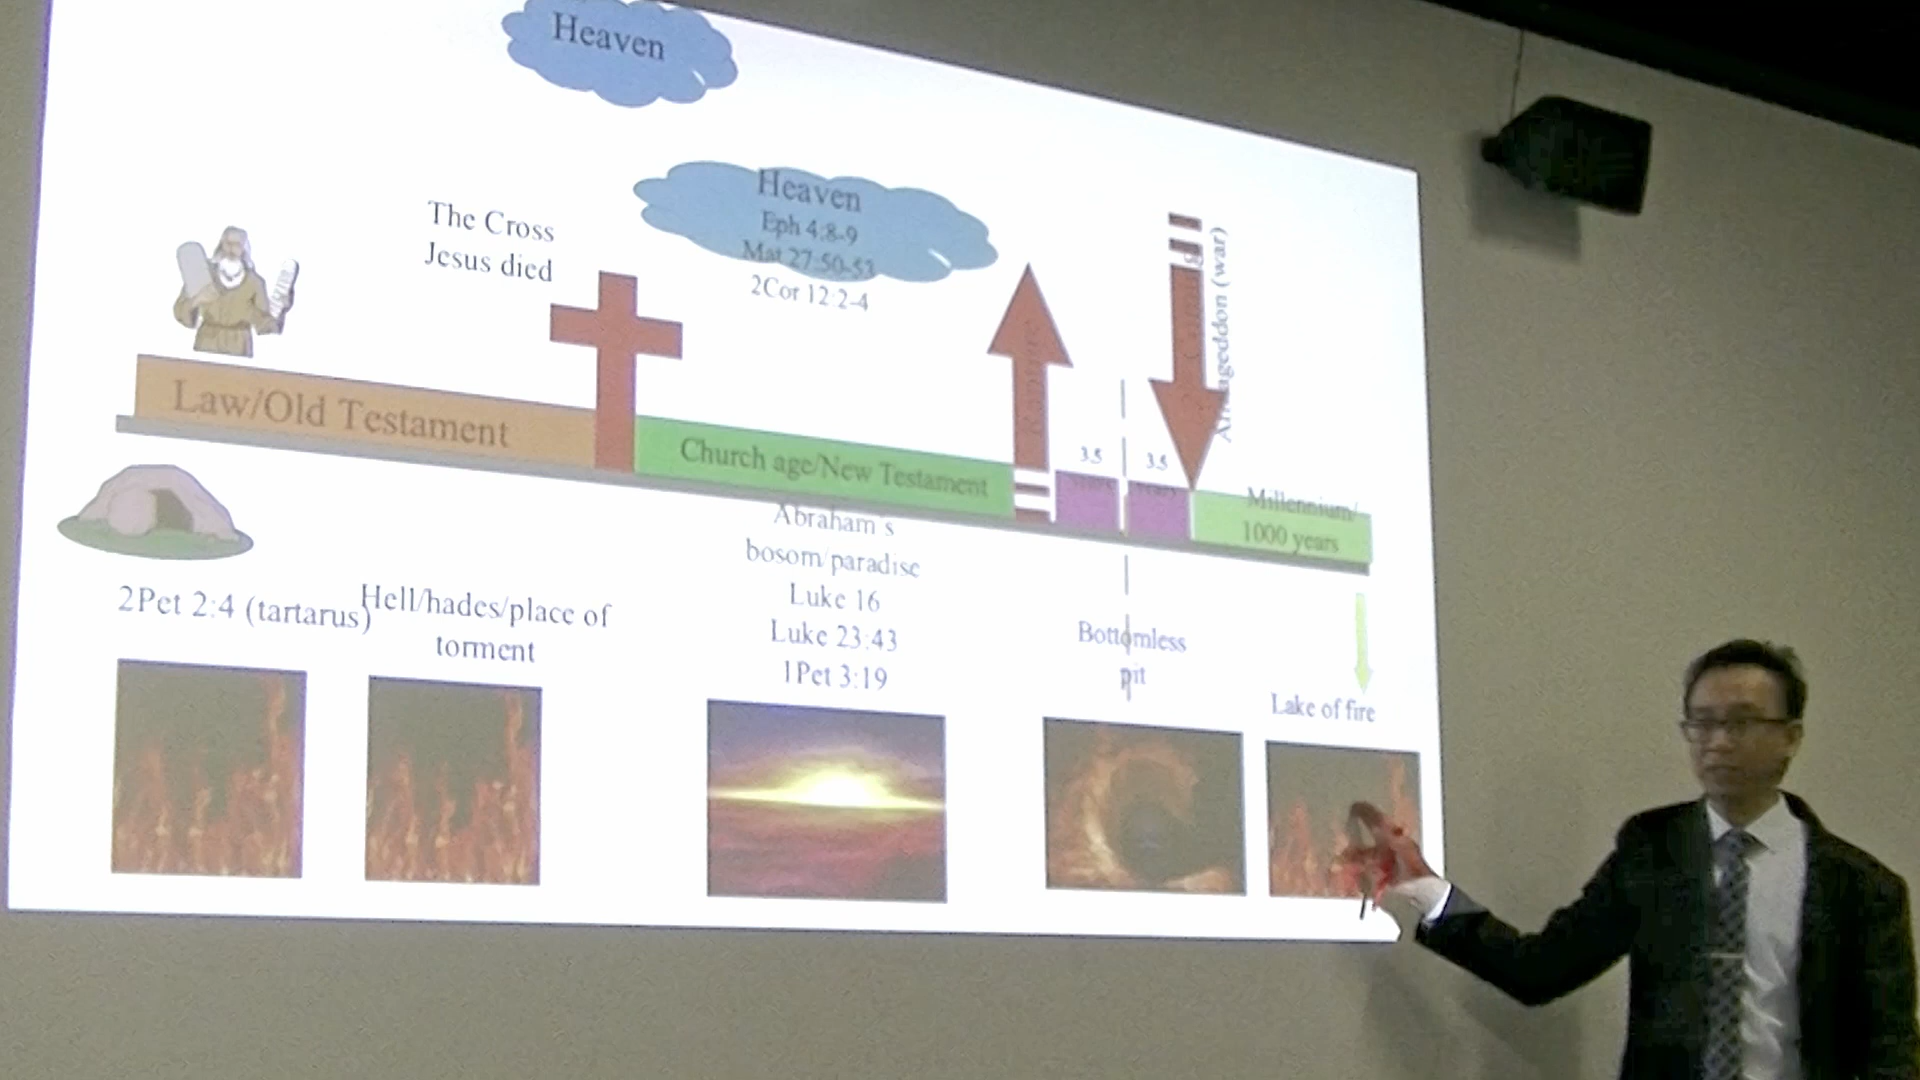 Heaven
Heaven
Eph 4:8-9
Mat 27:50-53
2Cor 12:2-4
The Cross
Jesus died
Rapture
Armageddon (war)
Law/Old Testament
Church age/New Testament
3.5
3.5
Millennium/
1000 years
2Pet 2:4 (tartarus)
Hell/hades/place of
torment
Abraham's
bosom/paradise
Luke 16
Luke 23:43
1Pet 3:19
Bottomless
pit
Lake of fire